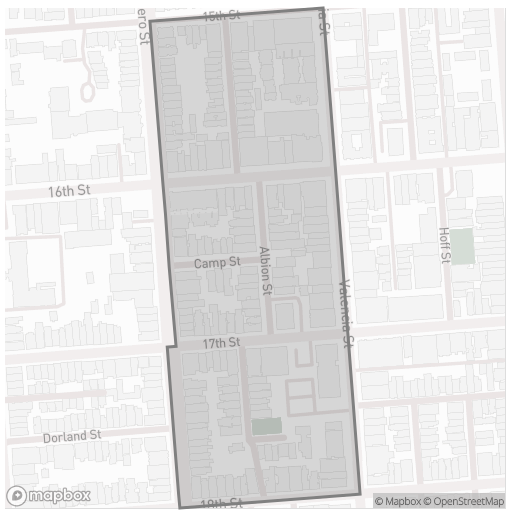 15th St
ero St
ia St
16th St
Hoff St
Albion St
Camp St
Valencia St
17th St
Dorland St
18th St
mapbox
© Mapbox © OpenStreetMap